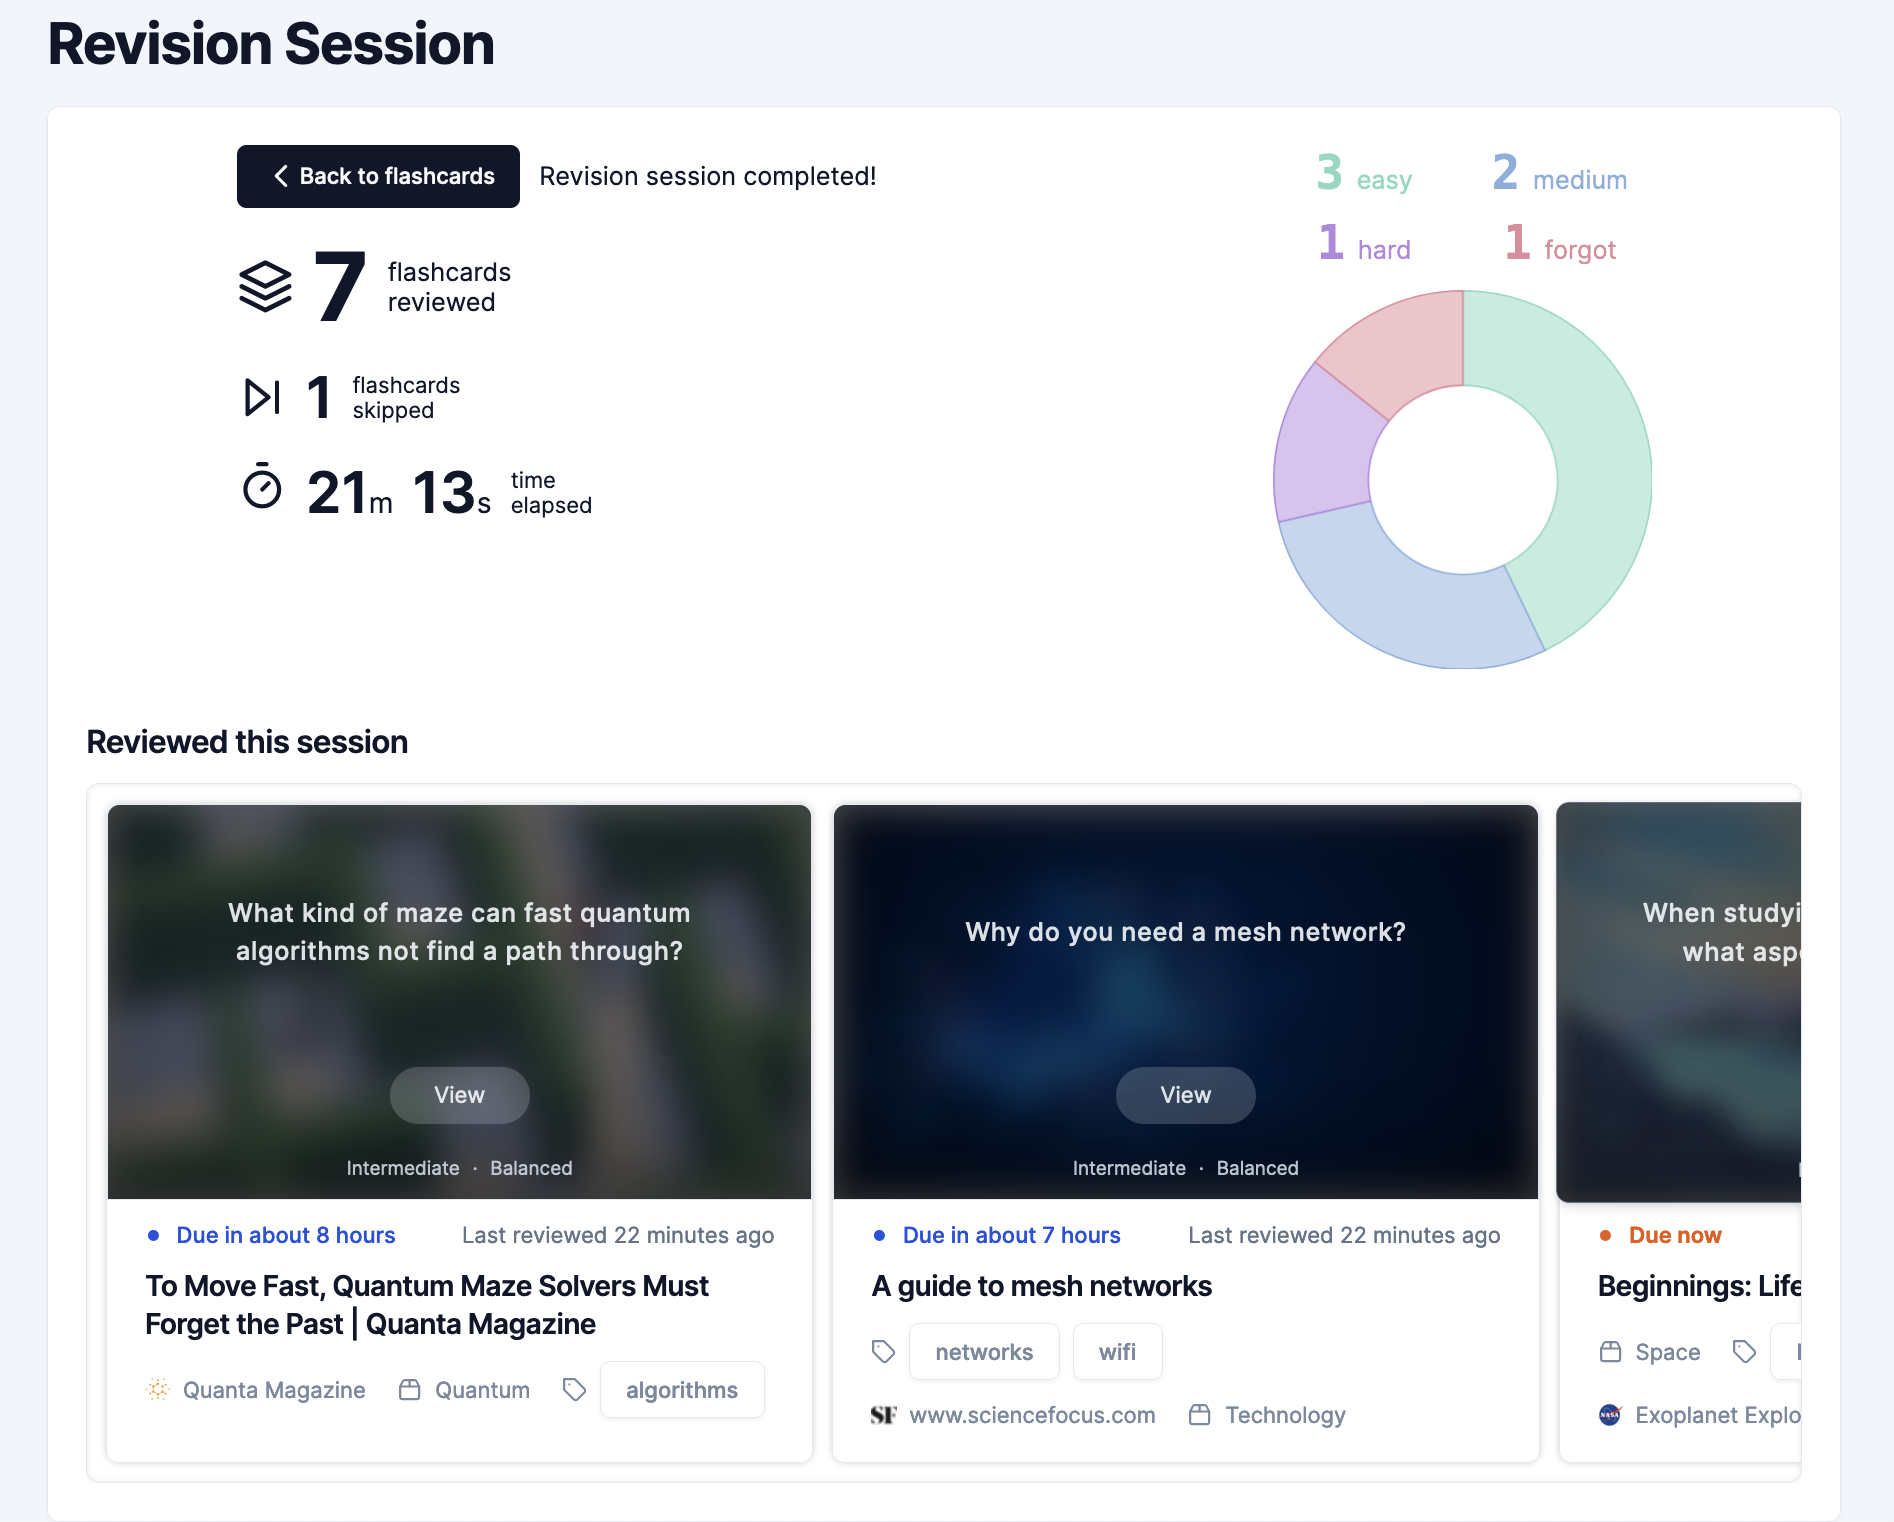 Revision Session
Back to flashcards
Revision session completed!
7 flashcards
reviewed
1 flashcards
skipped
21m 13s time
elapsed
3 easy
2 medium
1 hard
1 forgot
Reviewed this session
What kind of maze can fast quantum
algorithms not find a path through?
View
Intermediate · Balanced
Due in about 8 hours
Last reviewed 22 minutes ago
To Move Fast, Quantum Maze Solvers Must
Forget the Past | Quanta Magazine
Quanta Magazine
Quantum
algorithms
Why do you need a mesh network?
View
Intermediate · Balanced
Due in about 7 hours
Last reviewed 22 minutes ago
A guide to mesh networks
networks
wifi
SF www.sciencefocus.com
Technology
When studyi
what asp
Due now
Beginnings: Life
Space
NASA Exoplanet Explo